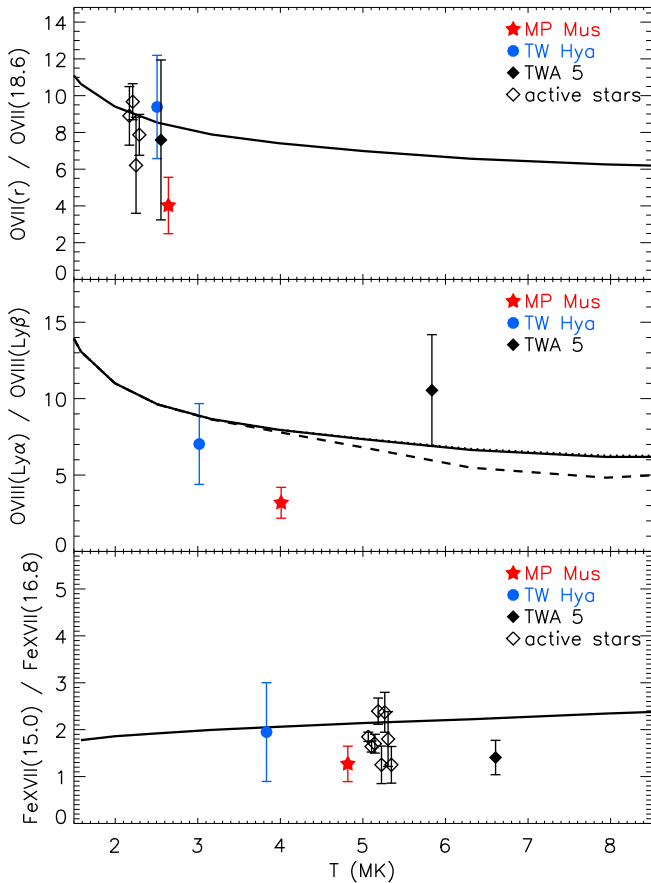 OVII(r) / OVII(18.6)
14
12
10
8
6
4
2
0
MP Mus
TW Hya
TWA 5
active stars
OVIII(Lyα) / OVIII(Lyβ)
15
10
5
0
MP Mus
TW Hya
TWA 5
FeXVII(15.0) / FeXVII(16.8)
5
4
3
2
1
0
MP Mus
TW Hya
TWA 5
active stars
2 3 4 5 6 7 8
T (MK)